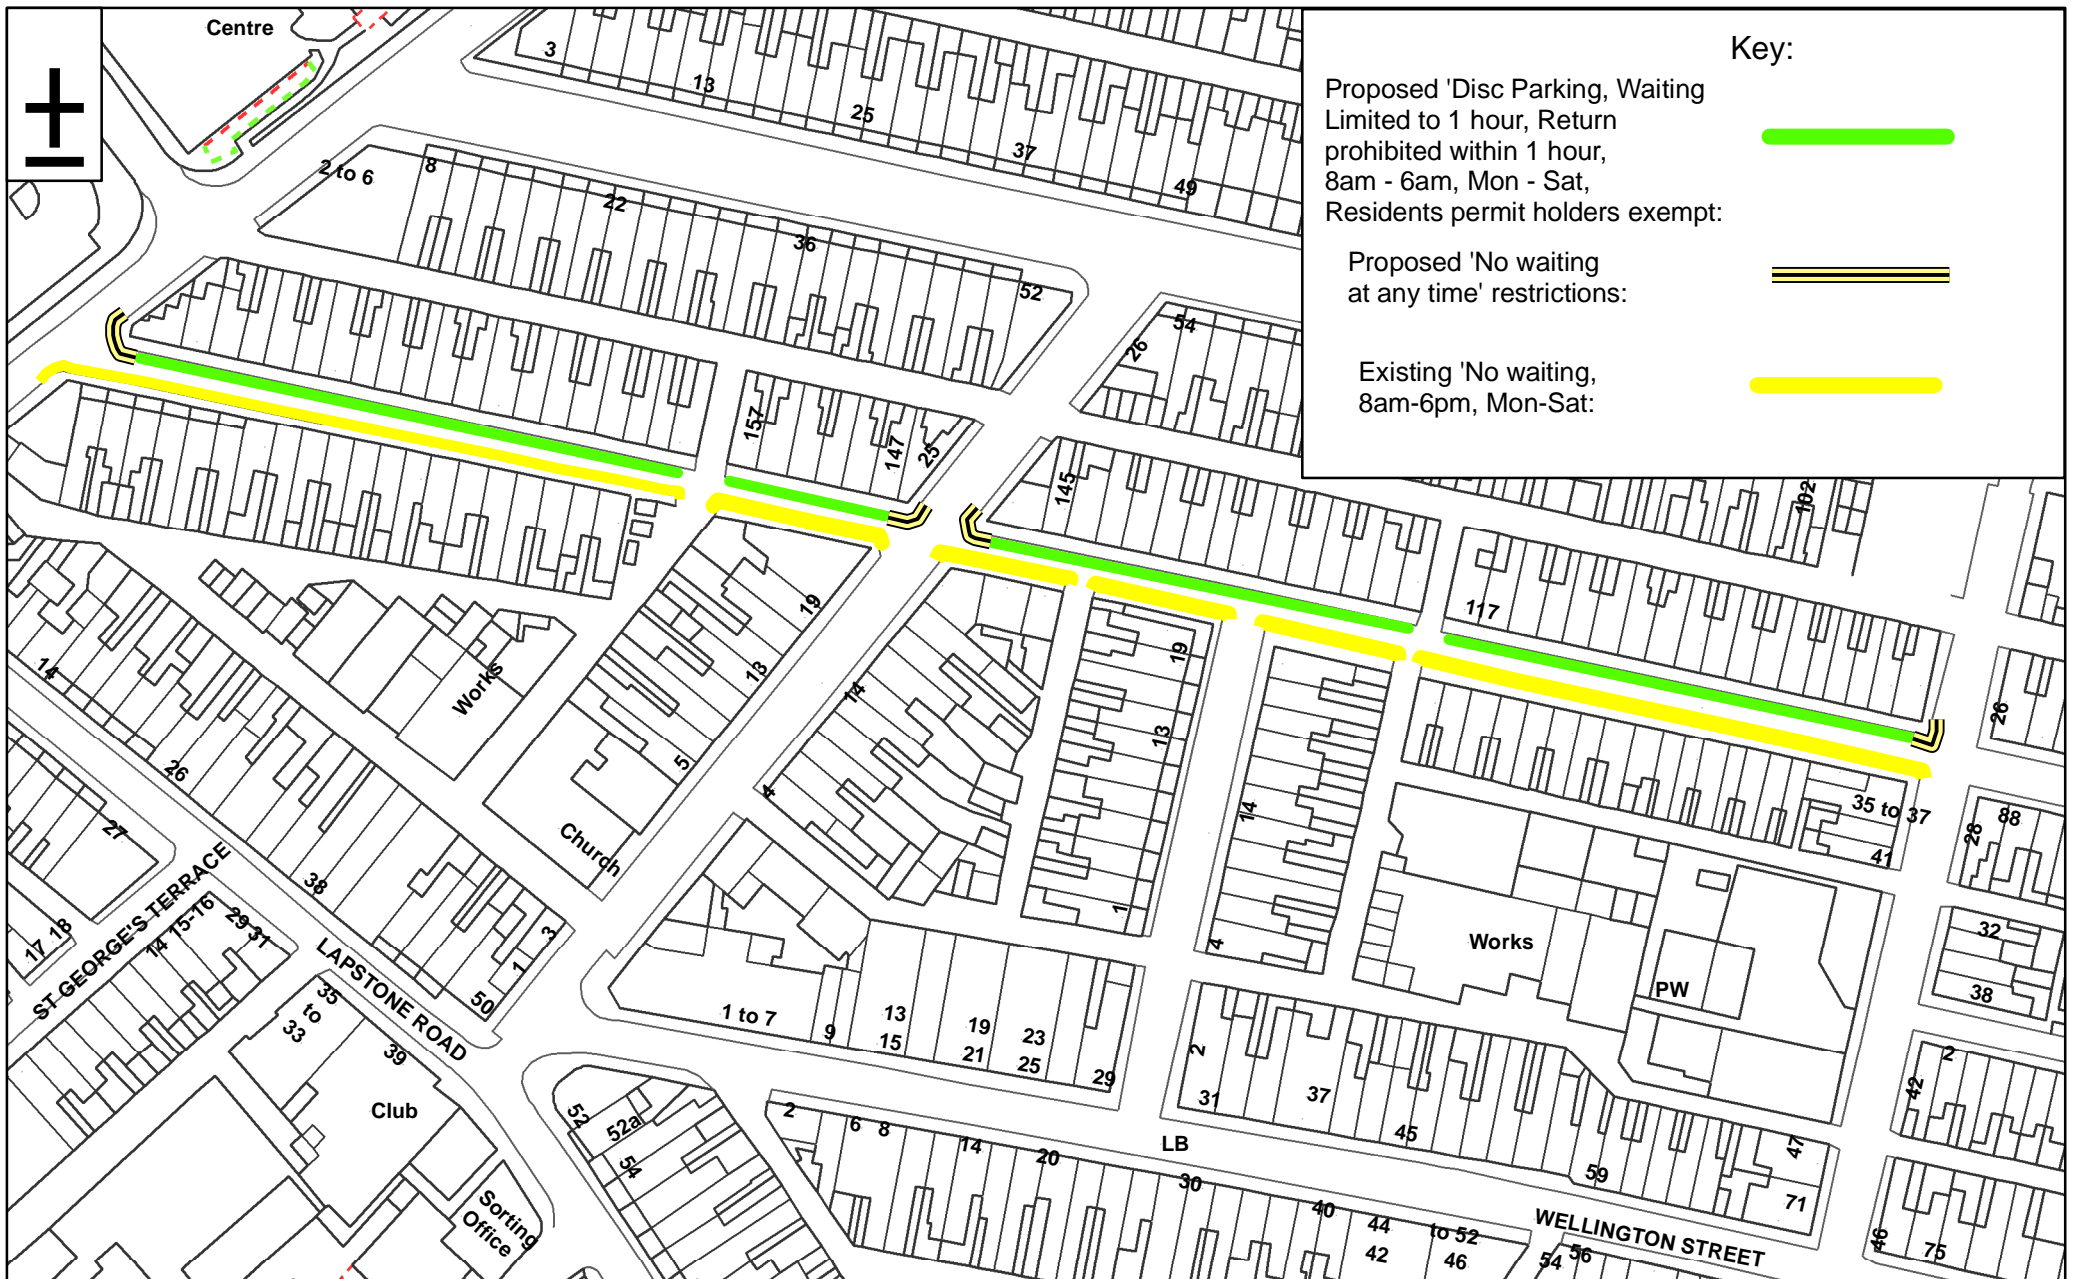 Centre
Key:
Proposed 'Disc Parking, Waiting
Limited to 1 hour, Return
prohibited within 1 hour,
8am - 6am, Mon - Sat,
Residents permit holders exempt:
Proposed 'No waiting
at any time' restrictions:
Existing 'No waiting,
8am-6pm, Mon-Sat:
3
13
25
37
49
2 to 6
8
22
36
52
54
26
157
147
25
145
102
117
19
13
5
14
4
19
13
1
14
4
26
35 to 37
41
28
88
32
38
2
42
Works
Church
Works
PW
14
26
38
50
3
1
27
17 18
ST GEORGE'S TERRACE
14 15-16
29-31
LAPSTONE ROAD
35
to
33
39
Club
Sorting
Office
52
52a
54
1 to 7
9
13
15
19
21
23
25
29
2
31
37
45
59
47
71
2
6
8
14
20
LB
30
40
44
42
to 52
46
WELLINGTON STREET
54
56
46
75